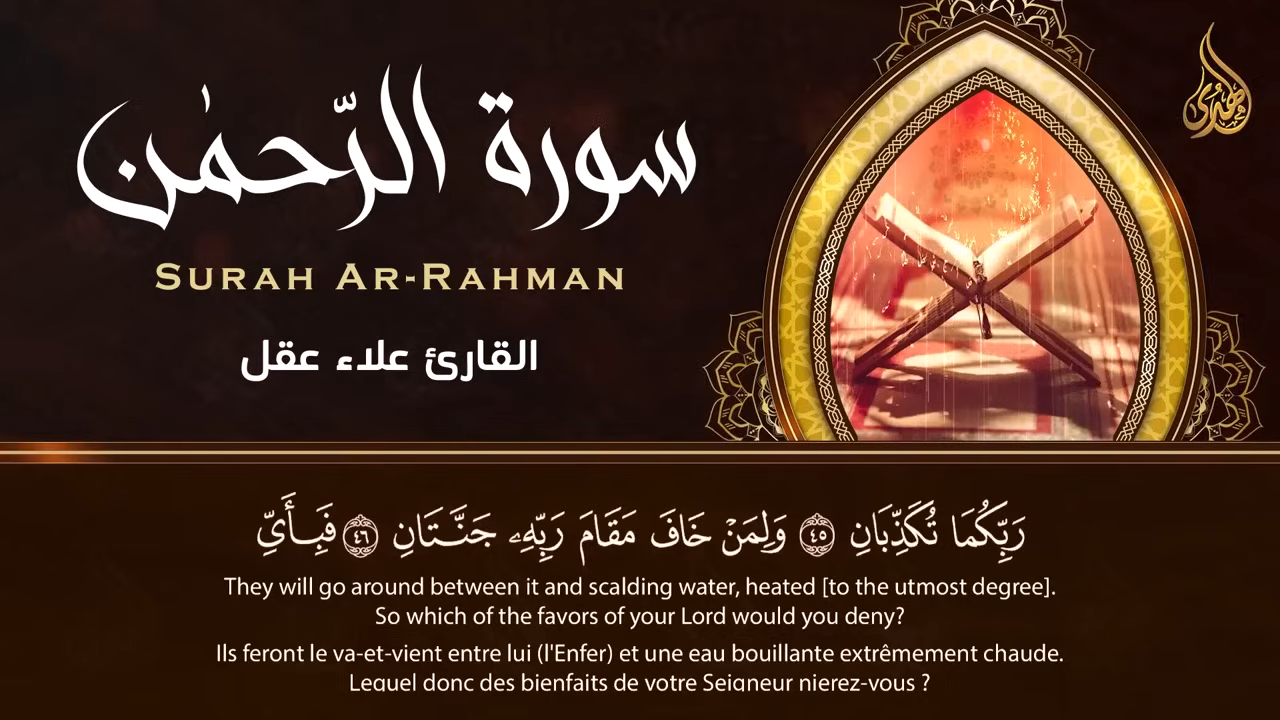 سورة الرّحمٰن
SURAH AR-RAHMAN
القارئ علاء عقل
الهدى
رَبِّكُمَا تُكَذِّبَانِ ٤٥ وَلِمَنْ خَافَ مَقَامَ رَبِّهِۦ جَنَّتَانِ ٤٦ فَبِأَيِّ
They will go around between it and scalding water, heated [to the utmost degree].
So which of the favors of your Lord would you deny?
Ils feront le va-et-vient entre lui (l'Enfer) et une eau bouillante extrêmement chaude.
Lequel donc des bienfaits de votre Seigneur nierez-vous ?